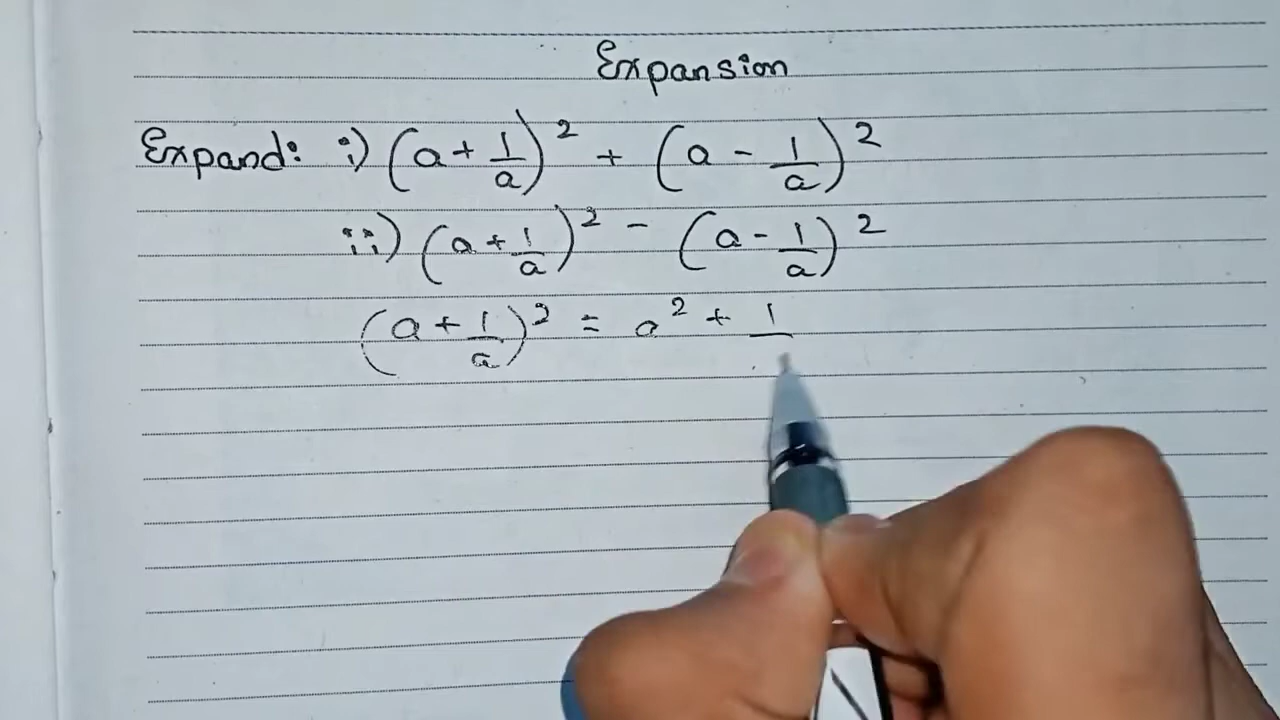 Expansion
Expand: i) (a + 1/a)² + (a - 1/a)²
ii) (a + 1/a)² - (a - 1/a)²
(a + 1/a)² = a² + 1/